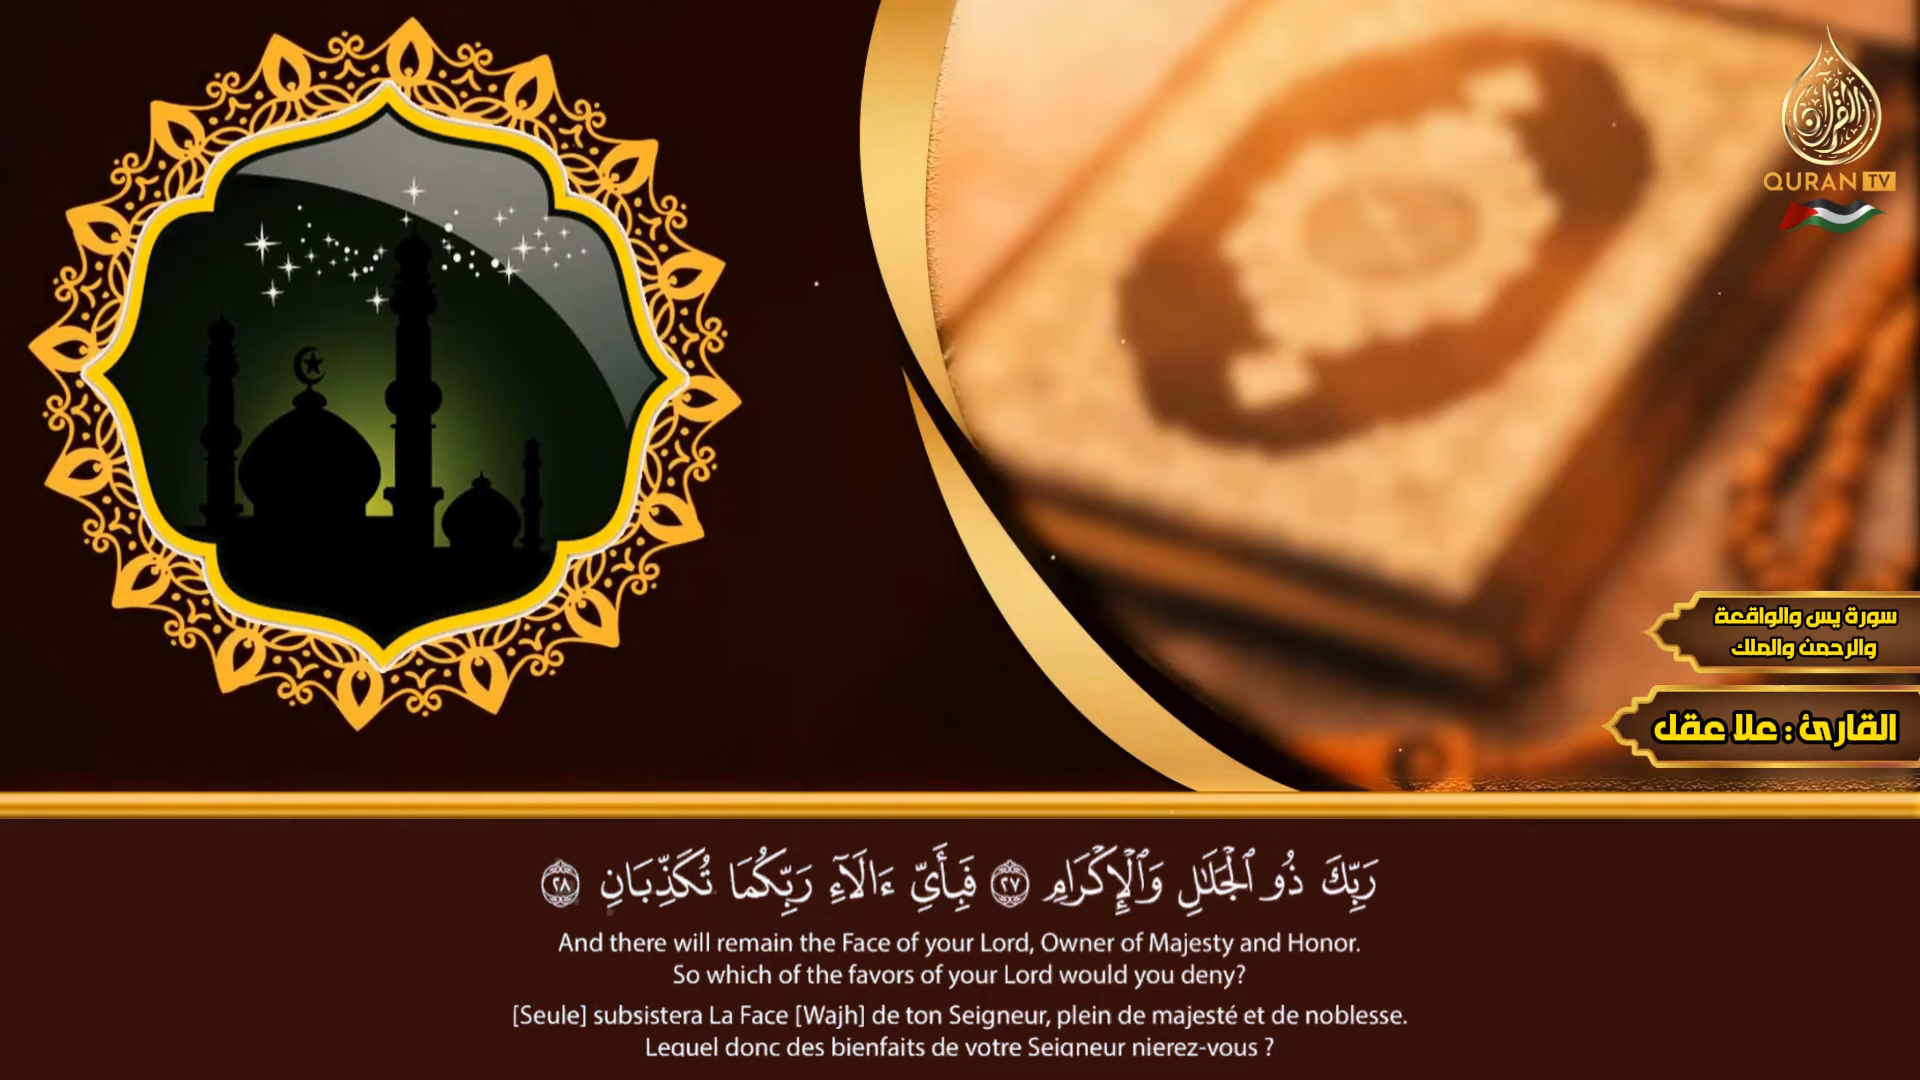 القرآن
QURAN TV
سورة يس والواقعة
والرحمن والملك
القارئ : علا عقل
رَبِّكَ ذُو ٱلْجَلَـٰلِ وَٱلْإِكْرَامِ ٢٧ فَبِأَىِّ ءَالَآءِ رَبِّكُمَا تُكَذِّبَانِ ٢٨
And there will remain the Face of your Lord, Owner of Majesty and Honor.
So which of the favors of your Lord would you deny?
[Seule] subsistera La Face [Wajh] de ton Seigneur, plein de majesté et de noblesse.
Lequel donc des bienfaits de votre Seigneur nierez-vous ?